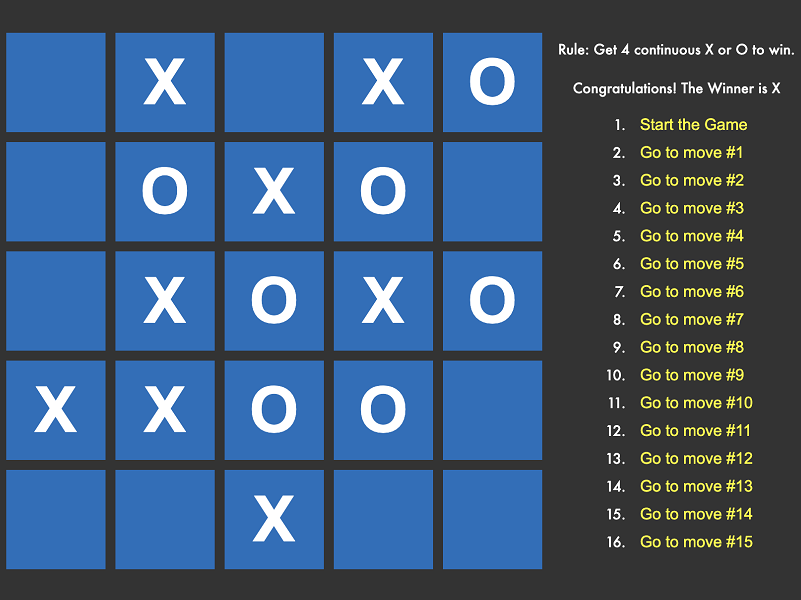 X X O
O X O
X O X O
X X O O
X
Rule: Get 4 continuous X or O to win.
Congratulations! The Winner is X
1. Start the Game
2. Go to move #1
3. Go to move #2
4. Go to move #3
5. Go to move #4
6. Go to move #5
7. Go to move #6
8. Go to move #7
9. Go to move #8
10. Go to move #9
11. Go to move #10
12. Go to move #11
13. Go to move #12
14. Go to move #13
15. Go to move #14
16. Go to move #15